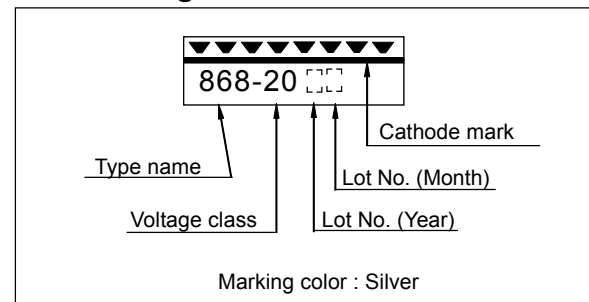 868-20
Cathode mark
Type name
Lot No. (Month)
Voltage class
Lot No. (Year)
Marking color : Silver